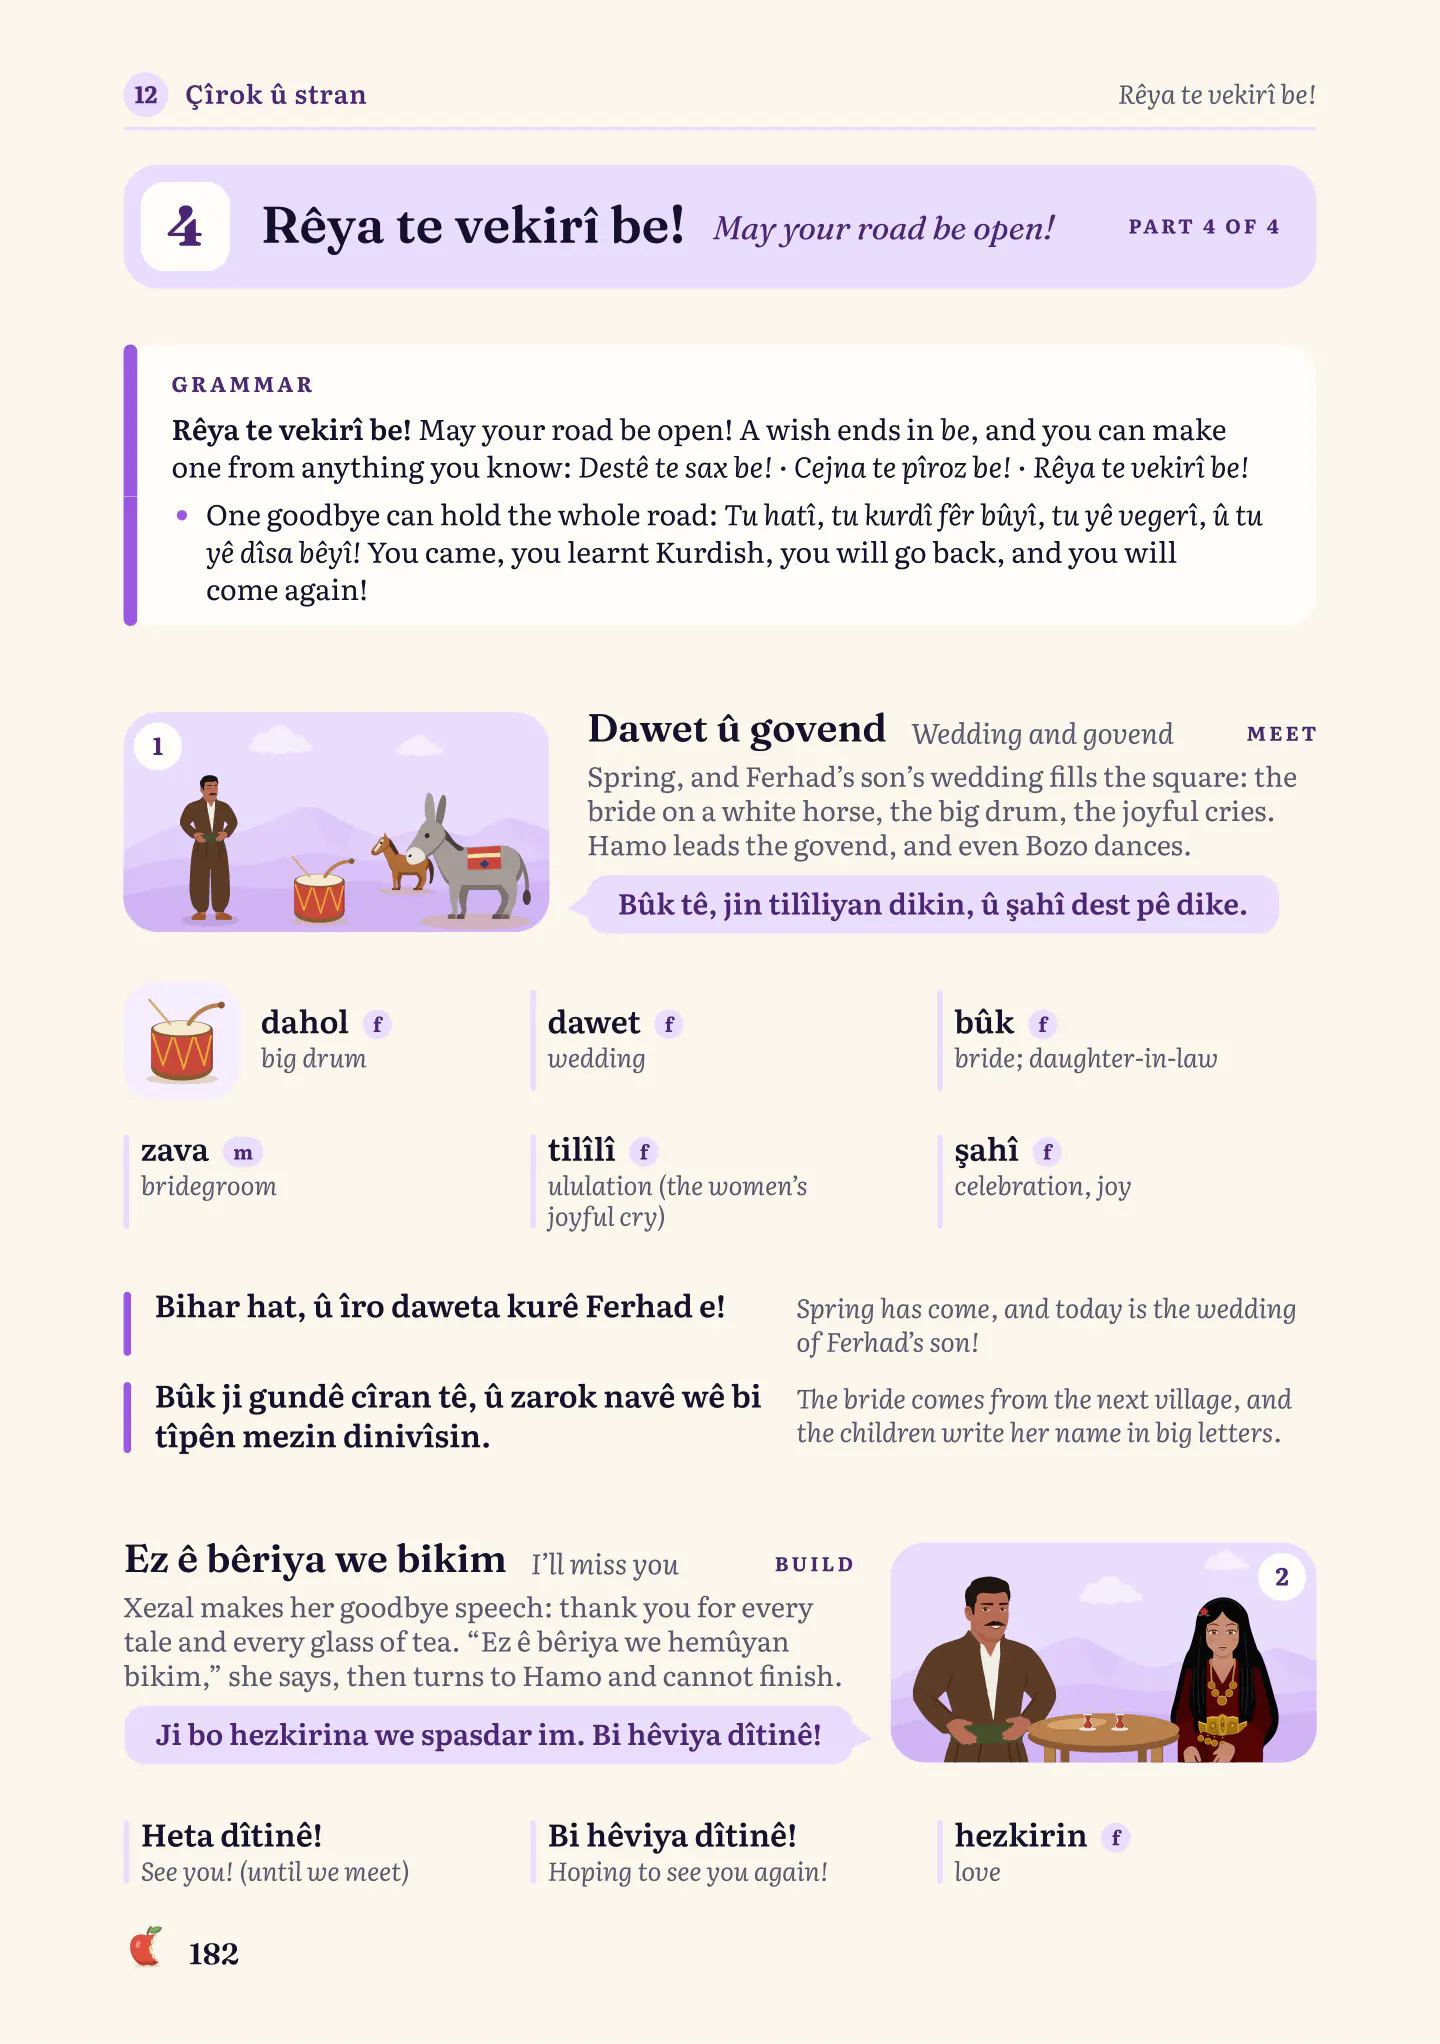 12 Çîrok û stran
Rêya te vekirî be!
4 Rêya te vekirî be! May your road be open! PART 4 OF 4
GRAMMAR
Rêya te vekirî be! May your road be open! A wish ends in be, and you can make
one from anything you know: Destê te sax be! · Cejna te pîroz be! · Rêya te vekirî be!
• One goodbye can hold the whole road: Tu hatî, tu kurdî fêr bûyî, tu yê vegerî, û tu
yê dîsa bêyî! You came, you learnt Kurdish, you will go back, and you will
come again!
1
Dawet û govend Wedding and govend MEET
Spring, and Ferhad’s son’s wedding fills the square: the
bride on a white horse, the big drum, the joyful cries.
Hamo leads the govend, and even Bozo dances.
Bûk tê, jin tilîliyan dikin, û şahî dest pê dike.
dahol f
big drum
dawet f
wedding
bûk f
bride; daughter-in-law
zava m
bridegroom
tilîlî f
ululation (the women’s
joyful cry)
şahî f
celebration, joy
Bihar hat, û îro daweta kurê Ferhad e!
Spring has come, and today is the wedding
of Ferhad’s son!
Bûk ji gundê cîran tê, û zarok navê wê bi
tîpên mezin dinivîsin.
The bride comes from the next village, and
the children write her name in big letters.
Ez ê bêriya we bikim I’ll miss you BUILD
Xezal makes her goodbye speech: thank you for every
tale and every glass of tea. “Ez ê bêriya we hemûyan
bikim,” she says, then turns to Hamo and cannot finish.
Ji bo hezkirina we spasdar im. Bi hêviya dîtinê!
2
Heta dîtinê!
See you! (until we meet)
Bi hêviya dîtinê!
Hoping to see you again!
hezkirin f
love
182